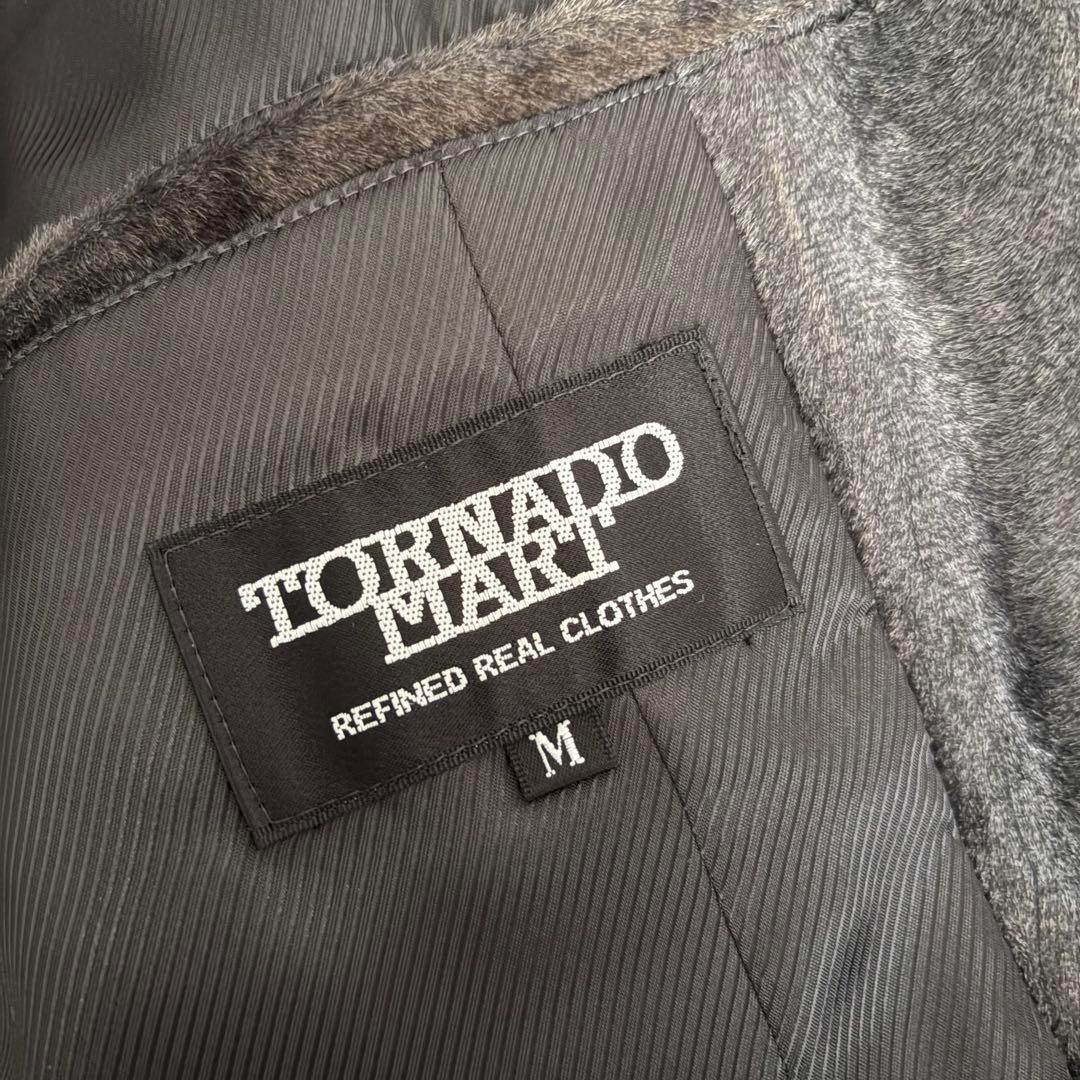 TORNADO
MART
REFINED REAL CLOTHES
M